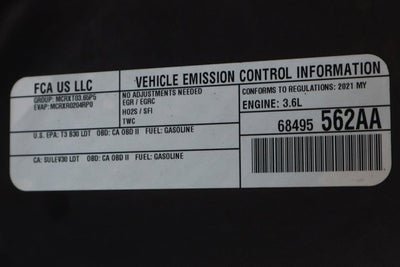 FCA US LLC
GROUP: MCRXT03.65P5
EVAP: MCRXR0204RP0
VEHICLE EMISSION CONTROL INFORMATION
NO ADJUSTMENTS NEEDED
EGR / EGRC
HO2S / SFI
TWC
CONFORMS TO REGULATIONS: 2021 MY
ENGINE: 3.6L
68495 562AA
U.S. EPA: T3 B30 LDT OBD: CA OBD II FUEL: GASOLINE
CA: SULEV30 LDT OBD: CA OBD II FUEL: GASOLINE